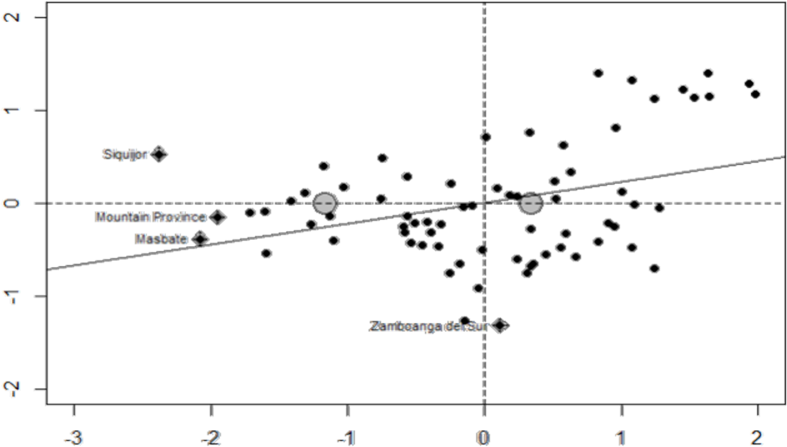 2
1
0
-1
-2
Siquijor
Mountain Province
Masbate
Zamboanga del Sur
-3 -2 -1 0 1 2